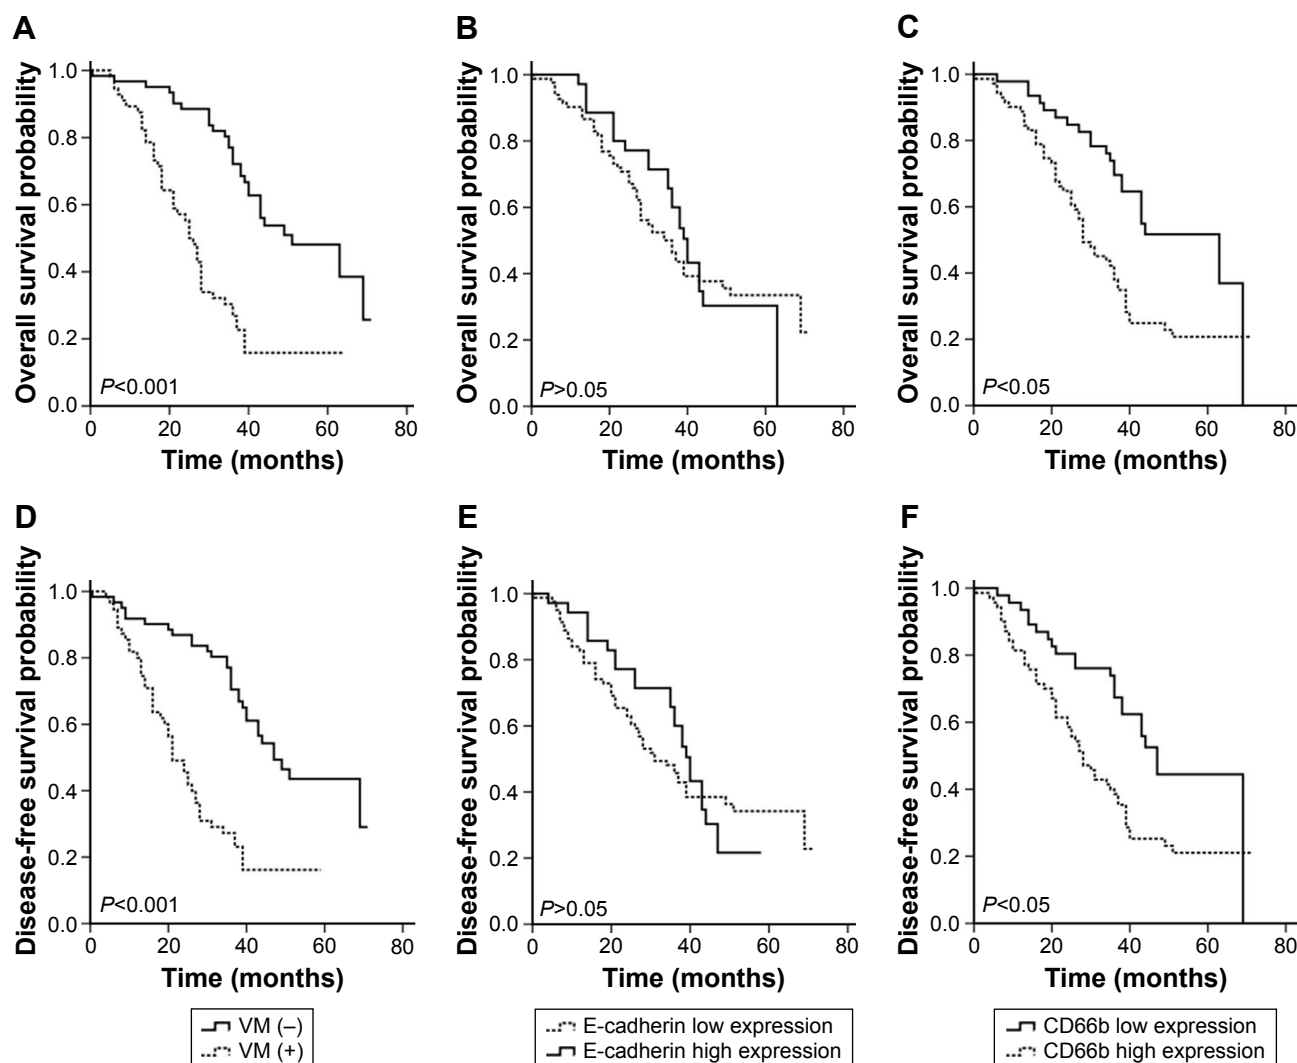 A
Overall survival probability
1.0
0.8
0.6
0.4
0.2
0.0
P<0.001
0 20 40 60 80
Time (months)
B
Overall survival probability
1.0
0.8
0.6
0.4
0.2
0.0
P>0.05
0 20 40 60 80
Time (months)
C
Overall survival probability
1.0
0.8
0.6
0.4
0.2
0.0
P<0.05
0 20 40 60 80
Time (months)
D
Disease-free survival probability
1.0
0.8
0.6
0.4
0.2
0.0
P<0.001
0 20 40 60 80
Time (months)
VM (–)
VM (+)
E
Disease-free survival probability
1.0
0.8
0.6
0.4
0.2
0.0
P>0.05
0 20 40 60 80
Time (months)
E-cadherin low expression
E-cadherin high expression
F
Disease-free survival probability
1.0
0.8
0.6
0.4
0.2
0.0
P<0.05
0 20 40 60 80
Time (months)
CD66b low expression
CD66b high expression